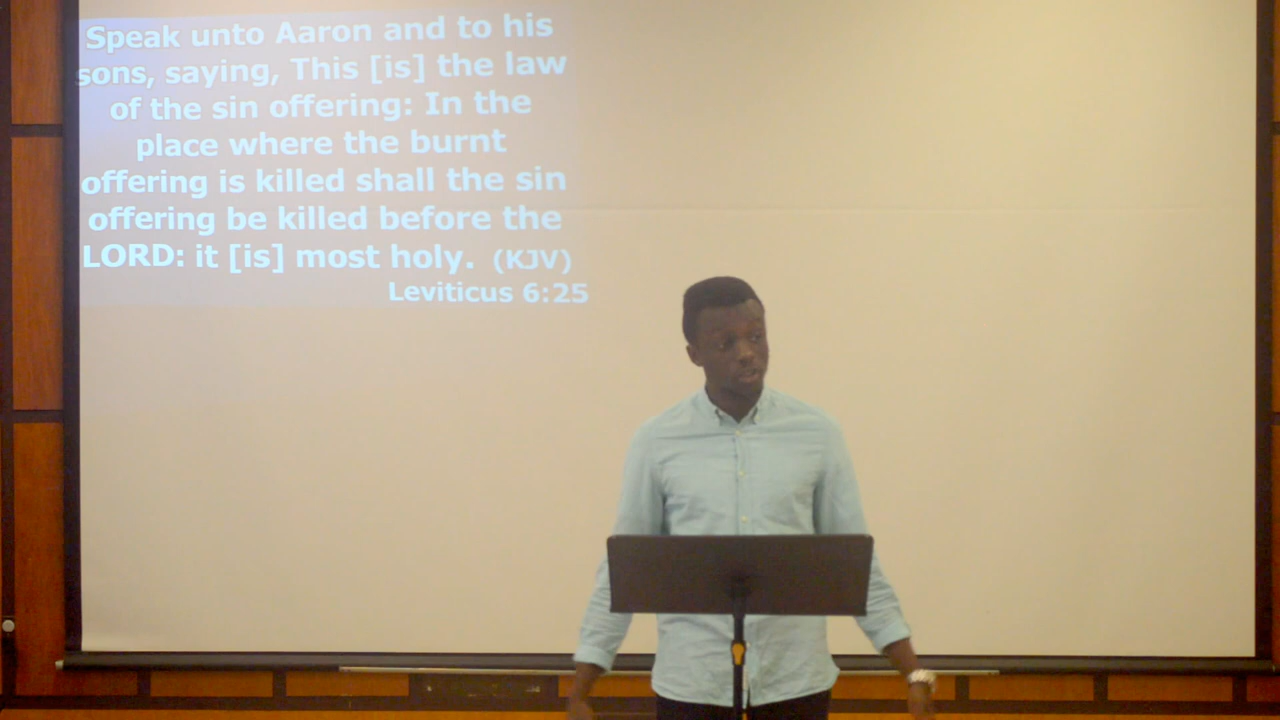 Speak unto Aaron and to his
sons, saying, This [is] the law
of the sin offering: In the
place where the burnt
offering is killed shall the sin
offering be killed before the
LORD: it [is] most holy. (KJV)
Leviticus 6:25